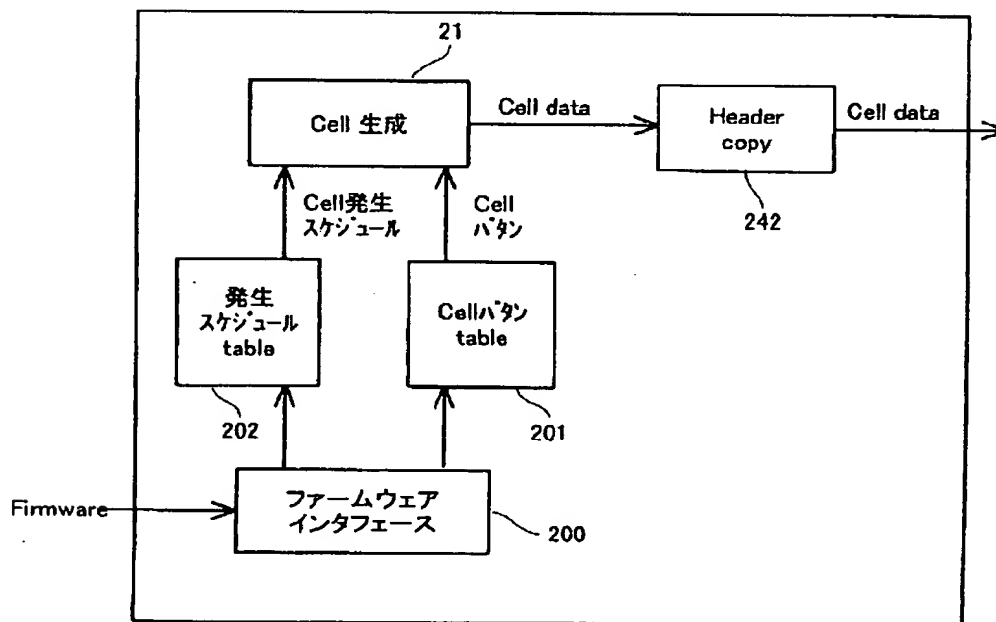 21
Cell 生成
Cell data
Header
copy
Cell data
242
Cell発生
スケジュール
Cell
パタン
発生
スケジュール
table
Cellパタン
table
202
201
Firmware
ファームウェア
インタフェース
200